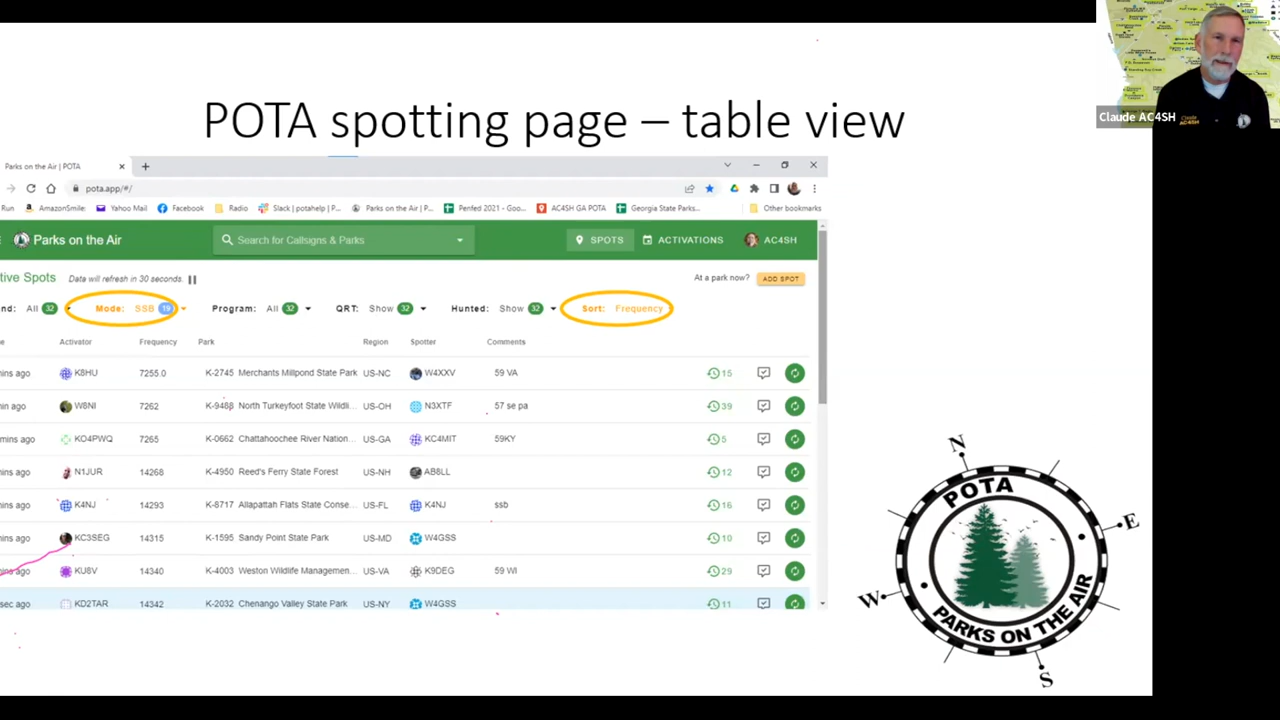 Claude AC4SH
POTA spotting page – table view
Parks on the Air | POTA
pota.app/#/
Run AmazonSmile Yahoo Mail Facebook Radio Slack | potahelp | P... Parks on the Air | P... Penfed 2021 - Goo... AC4SH GA POTA Georgia State Parks... Other bookmarks
Parks on the Air Search for Callsigns & Parks SPOTS ACTIVATIONS AC4SH
tive Spots Data will refresh in 30 seconds. At a park now? ADD SPOT
nd: All 32 Mode: SSB 19 Program: All 32 QRT: Show 32 Hunted: Show 32 Sort: Frequency
e Activator Frequency Park Region Spotter Comments
ins ago K8HU 7255.0 K-2745 Merchants Millpond State Park US-NC W4XXV 59 VA 15
in ago W8NI 7262 K-9488 North Turkeyfoot State Wildli... US-OH N3XTF 57 se pa 39
mins ago KO4PWQ 7265 K-0662 Chattahoochee River Nation... US-GA KC4MIT 59KY 5
ins ago N1JUR 14268 K-4950 Reed's Ferry State Forest US-NH AB8LL 12
ins ago K4NJ 14293 K-8717 Allapattah Flats State Conse... US-FL K4NJ ssb 16
ins ago KC3SEG 14315 K-1595 Sandy Point State Park US-MD W4GSS 10
ins ago KU8V 14340 K-4003 Weston Wildlife Managemen... US-VA K9DEG 59 WI 29
sec ago KD2TAR 14342 K-2032 Chenango Valley State Park US-NY W4GSS 11
N
POTA
E
W
PARKS ON THE AIR
S